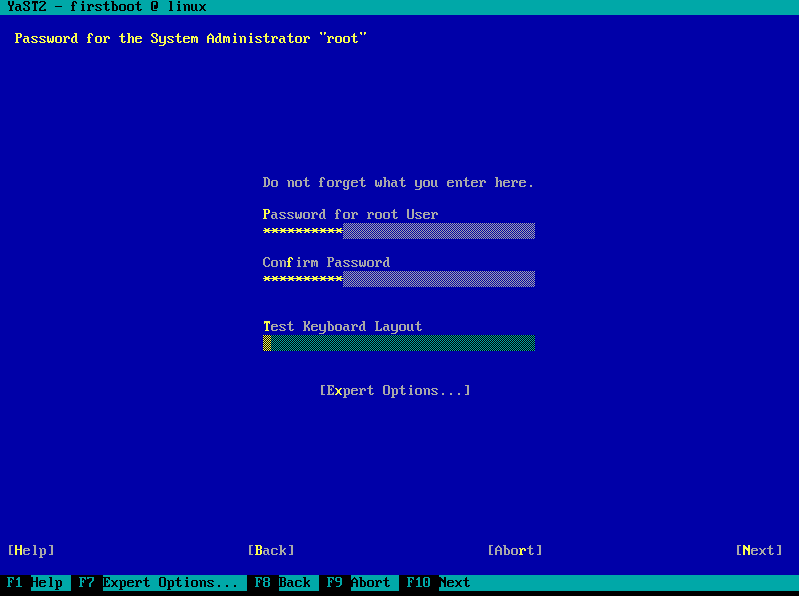 YaST2 - firstboot @ linux
Password for the System Administrator "root"
Do not forget what you enter here.
Password for root User
**********
Confirm Password
**********
Test Keyboard Layout
[Expert Options...]
[Help] [Back] [Abort] [Next]
F1 Help F7 Expert Options... F8 Back F9 Abort F10 Next